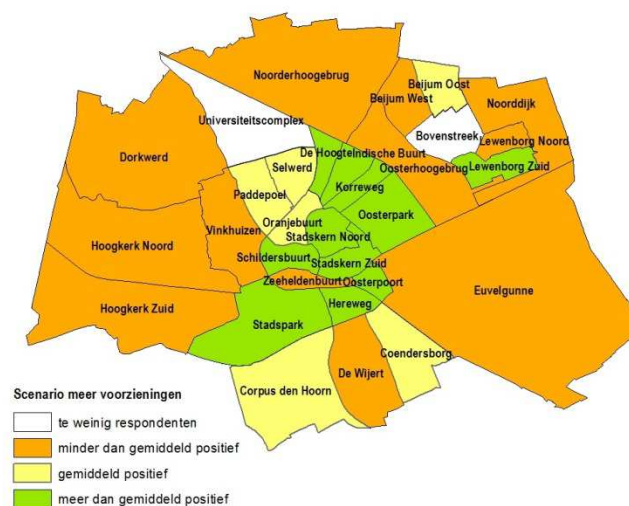 Noorderhoogebrug
Beijum Oost
Beijum West
Noorddijk
Universiteitscomplex
Bovenstreek
Lewenborg Noord
De Hoogte
Indische Buurt
Dorkwerd
Selwerd
Oosterhoogebrug
Lewenborg Zuid
Korreweg
Paddepoel
Oosterpark
Oranjebuurt
Vinkhuizen
Stadskern Noord
Hoogkerk Noord
Schildersbuurt
Stadskern Zuid
Zeeheldenbuurt
Oosterpoort
Euvelgunne
Hoogkerk Zuid
Hereweg
Stadspark
Coendersborg
De Wijert
Corpus den Hoorn
Scenario meer voorzieningen
te weinig respondenten
minder dan gemiddeld positief
gemiddeld positief
meer dan gemiddeld positief